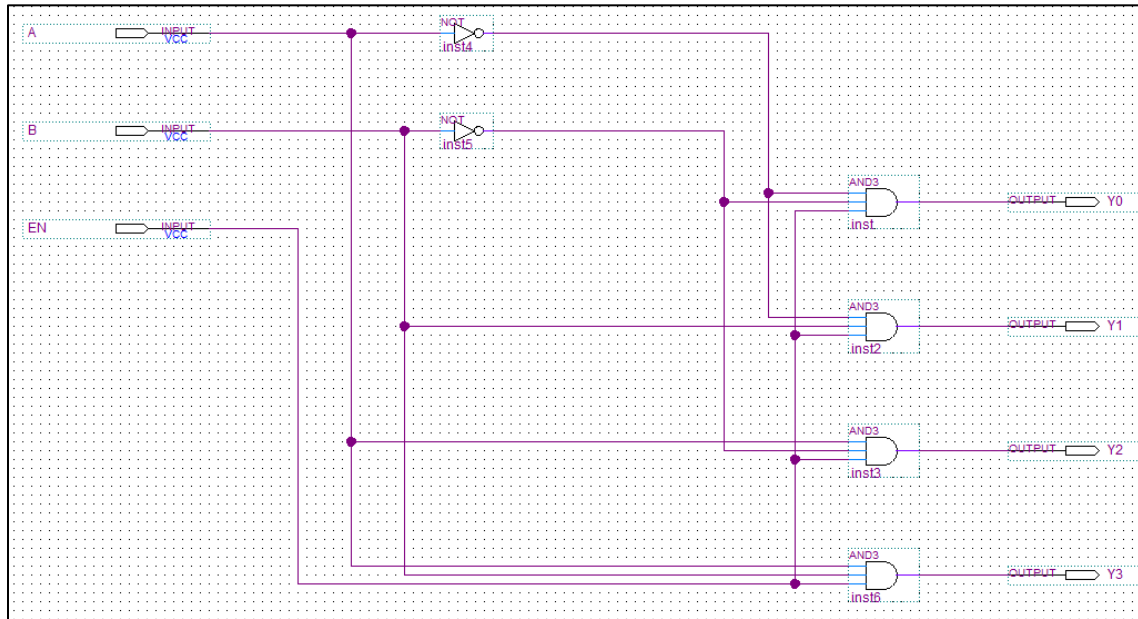 A
INPUT
VCC
NOT
inst4
B
INPUT
VCC
NOT
inst5
AND3
inst
OUTPUT
Y0
EN
INPUT
VCC
AND3
inst2
OUTPUT
Y1
AND3
inst3
OUTPUT
Y2
AND3
inst6
OUTPUT
Y3